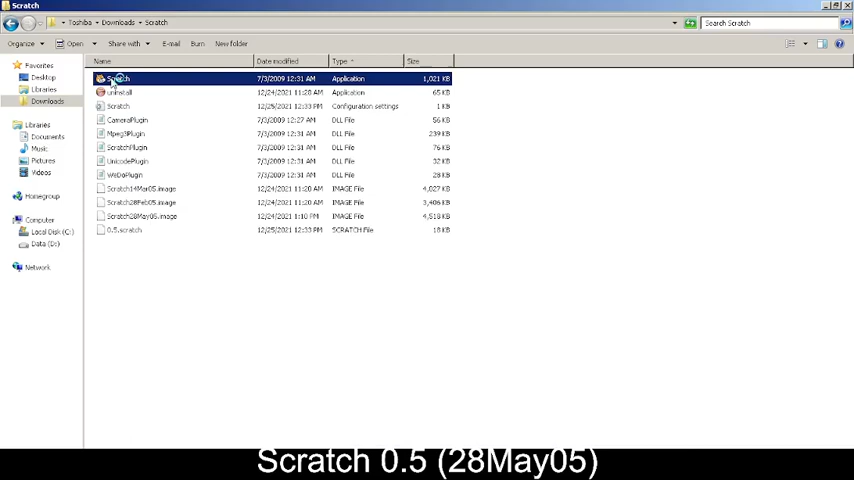 Scratch
Toshiba ▸ Downloads ▸ Scratch
Search Scratch
Organize Open Share with E-mail Burn New folder
Favorites
Desktop
Libraries
Downloads
Libraries
Documents
Music
Pictures
Videos
Homegroup
Computer
Local Disk (C:)
Data (D:)
Network
Name Date modified Type Size
Scratch 7/3/2009 12:31 AM Application 1,021 KB
uninstall 12/24/2021 11:28 AM Application 65 KB
Scratch 12/25/2021 12:33 PM Configuration settings 1 KB
CameraPlugin 7/3/2009 12:27 AM DLL File 56 KB
Mpeg3Plugin 7/3/2009 12:31 AM DLL File 239 KB
ScratchPlugin 7/3/2009 12:31 AM DLL File 76 KB
UnicodePlugin 7/3/2009 12:31 AM DLL File 32 KB
WeDoPlugin 7/3/2009 12:31 AM DLL File 28 KB
Scratch14Mar05.image 12/24/2021 11:20 AM IMAGE File 4,027 KB
Scratch28Feb05.image 12/24/2021 11:20 AM IMAGE File 3,406 KB
Scratch28May05.image 12/24/2021 1:10 PM IMAGE File 4,518 KB
0.5.scratch 12/25/2021 12:33 PM SCRATCH File 18 KB
Scratch 0.5 (28May05)